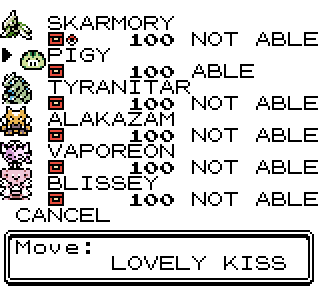 SKARMORY
100 NOT ABLE
PIGY
100 ABLE
TYRANITAR
100 NOT ABLE
ALAKAZAM
100 NOT ABLE
VAPOREON
100 NOT ABLE
BLISSEY
100 NOT ABLE
CANCEL
Move:
LOVELY KISS